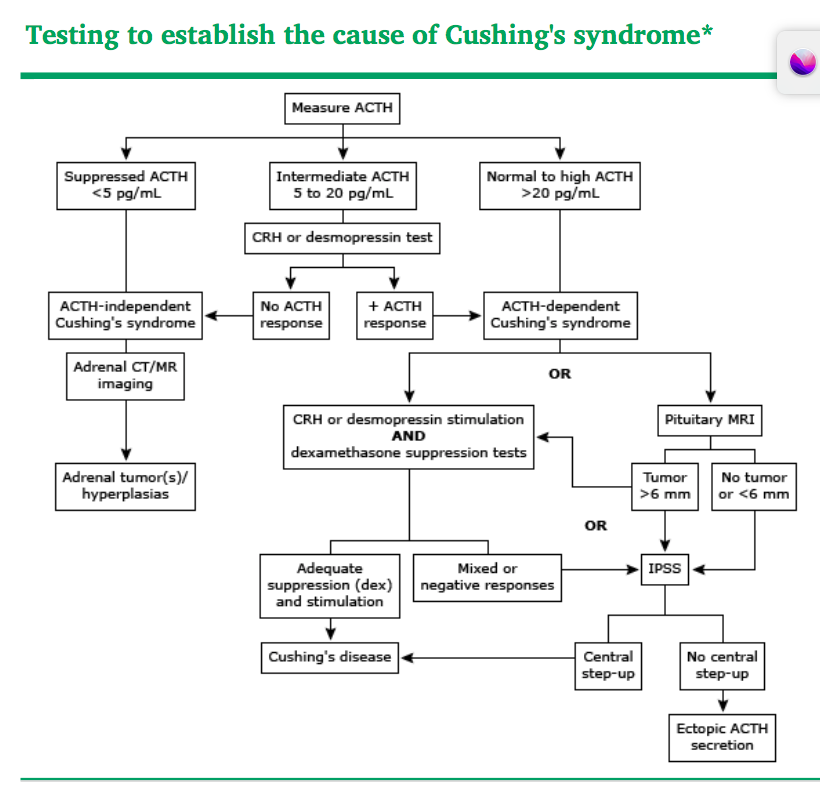 Testing to establish the cause of Cushing's syndrome*
Measure ACTH
Suppressed ACTH
<5 pg/mL
Intermediate ACTH
5 to 20 pg/mL
Normal to high ACTH
>20 pg/mL
CRH or desmopressin test
ACTH-independent
Cushing's syndrome
No ACTH
response
+ ACTH
response
ACTH-dependent
Cushing's syndrome
Adrenal CT/MR
imaging
OR
CRH or desmopressin stimulation
AND
dexamethasone suppression tests
Pituitary MRI
Adrenal tumor(s)/
hyperplasias
Tumor
>6 mm
No tumor
or <6 mm
OR
Adequate
suppression (dex)
and stimulation
Mixed or
negative responses
IPSS
Cushing's disease
Central
step-up
No central
step-up
Ectopic ACTH
secretion